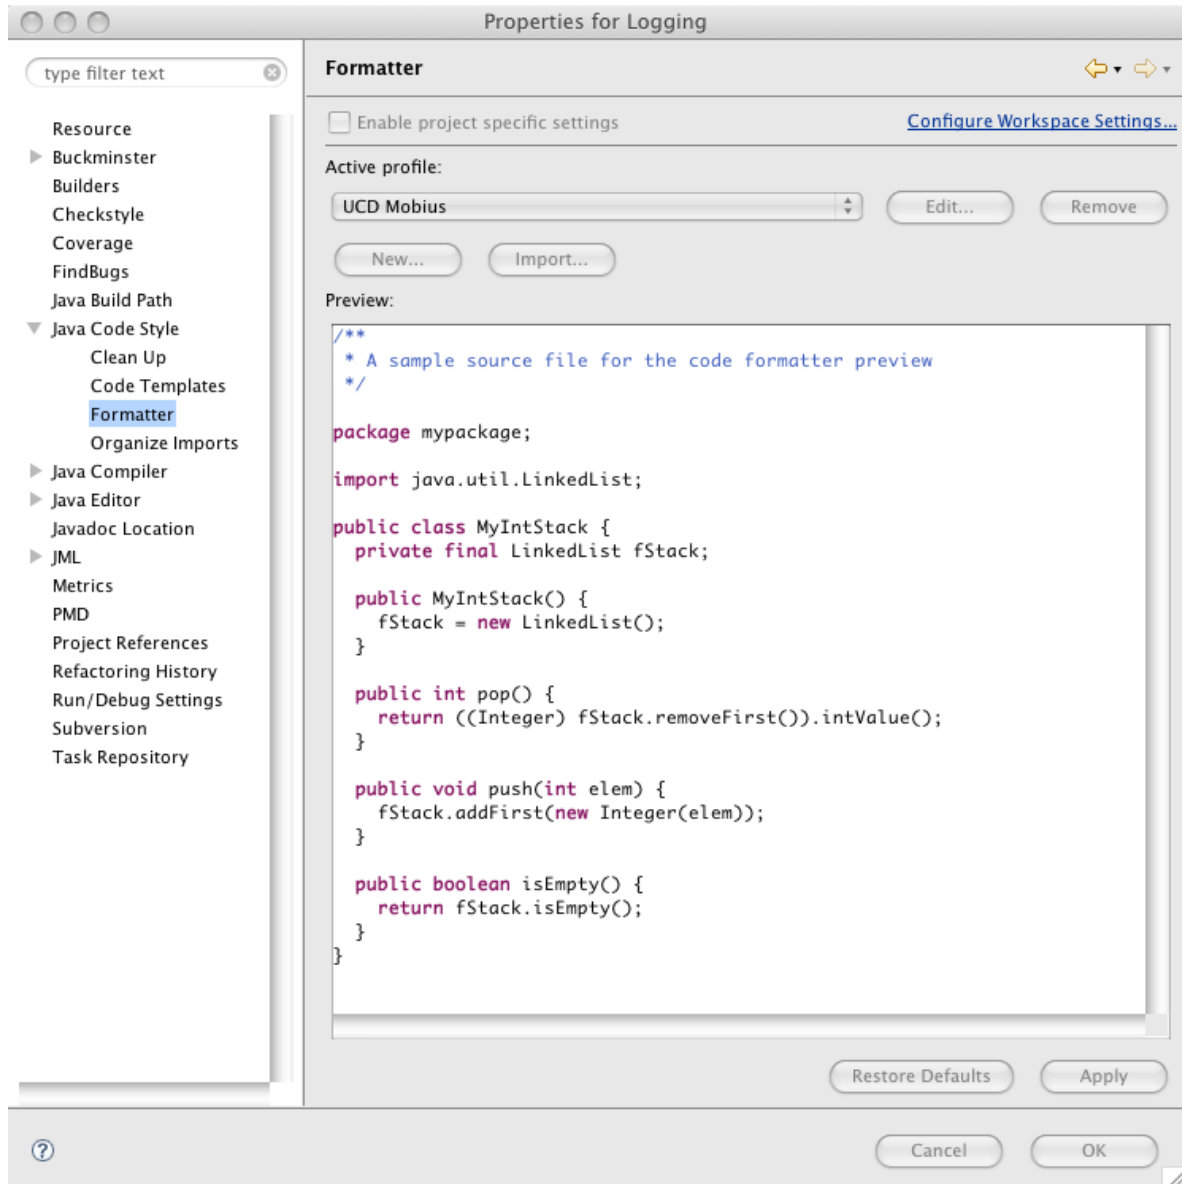 Properties for Logging
type filter text
Resource
Buckminster
Builders
Checkstyle
Coverage
FindBugs
Java Build Path
Java Code Style
Clean Up
Code Templates
Formatter
Organize Imports
Java Compiler
Java Editor
Javadoc Location
JML
Metrics
PMD
Project References
Refactoring History
Run/Debug Settings
Subversion
Task Repository
Formatter
Enable project specific settings
Configure Workspace Settings...
Active profile:
UCD Mobius
Edit...
Remove
New...
Import...
Preview:
/**
 * A sample source file for the code formatter preview
 */
package mypackage;
import java.util.LinkedList;
public class MyIntStack {
  private final LinkedList fStack;
  public MyIntStack() {
    fStack = new LinkedList();
  }
  public int pop() {
    return ((Integer) fStack.removeFirst()).intValue();
  }
  public void push(int elem) {
    fStack.addFirst(new Integer(elem));
  }
  public boolean isEmpty() {
    return fStack.isEmpty();
  }
}
Restore Defaults
Apply
?
Cancel
OK